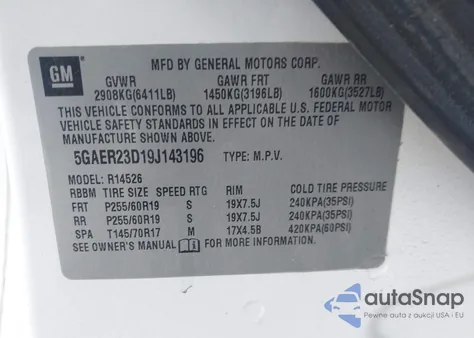 GM
MFD BY GENERAL MOTORS CORP.
GVWR GAWR FRT GAWR RR
2908KG(6411LB) 1450KG(3196LB) 1600KG(3527LB)
THIS VEHICLE CONFORMS TO ALL APPLICABLE U.S. FEDERAL MOTOR
VEHICLE SAFETY STANDARDS IN EFFECT ON THE DATE OF
MANUFACTURE SHOWN ABOVE.
5GAER23D19J143196 TYPE: M.P.V.
MODEL: R14526
RBBM TIRE SIZE SPEED RTG RIM COLD TIRE PRESSURE
FRT P255/60R19 S 19X7.5J 240KPA(35PSI)
RR P255/60R19 S 19X7.5J 240KPA(35PSI)
SPA T145/70R17 M 17X4.5B 420KPA(60PSI)
SEE OWNER'S MANUAL FOR MORE INFORMATION.
autoSnap
Pewne auta z aukcji USA i EU